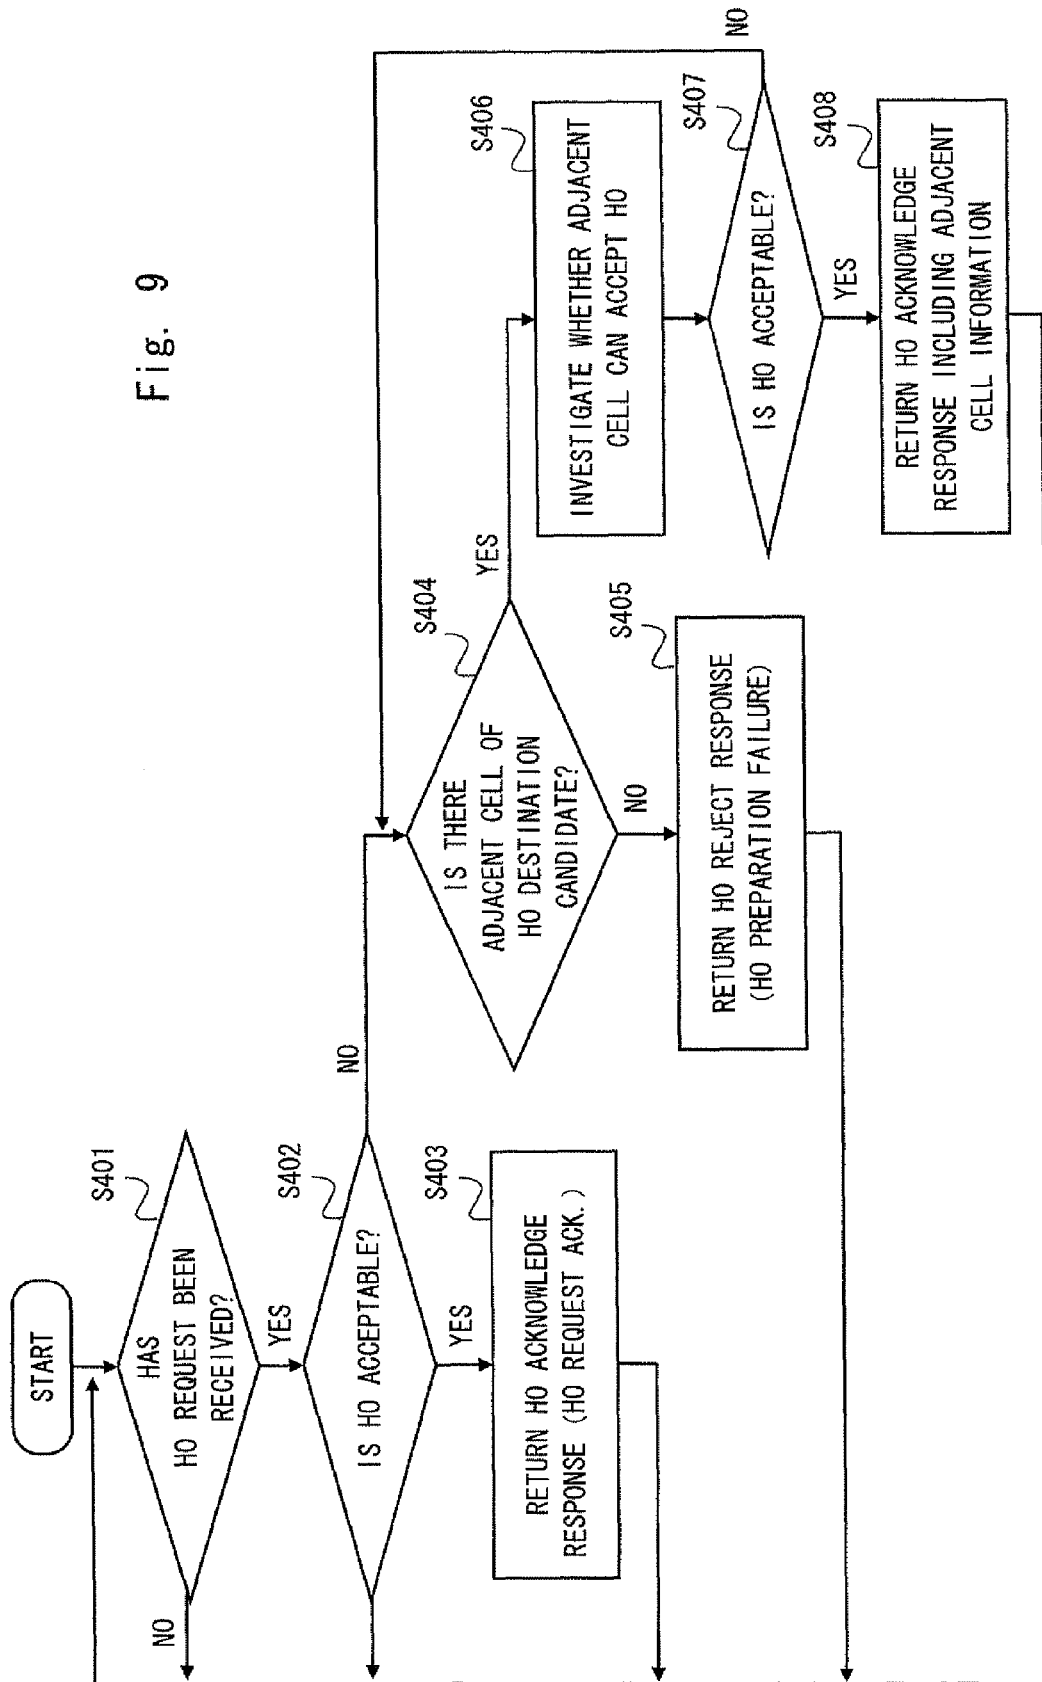 Fig. 9
START
HAS
HO REQUEST BEEN
RECEIVED?
S401
NO
YES
IS HO ACCEPTABLE?
S402
NO
YES
RETURN HO ACKNOWLEDGE
RESPONSE (HO REQUEST ACK.)
S403
IS THERE
ADJACENT CELL OF
HO DESTINATION
CANDIDATE?
S404
YES
NO
RETURN HO REJECT RESPONSE
(HO PREPARATION FAILURE)
S405
INVESTIGATE WHETHER ADJACENT
CELL CAN ACCEPT HO
S406
IS HO ACCEPTABLE?
S407
NO
YES
RETURN HO ACKNOWLEDGE
RESPONSE INCLUDING ADJACENT
CELL INFORMATION
S408